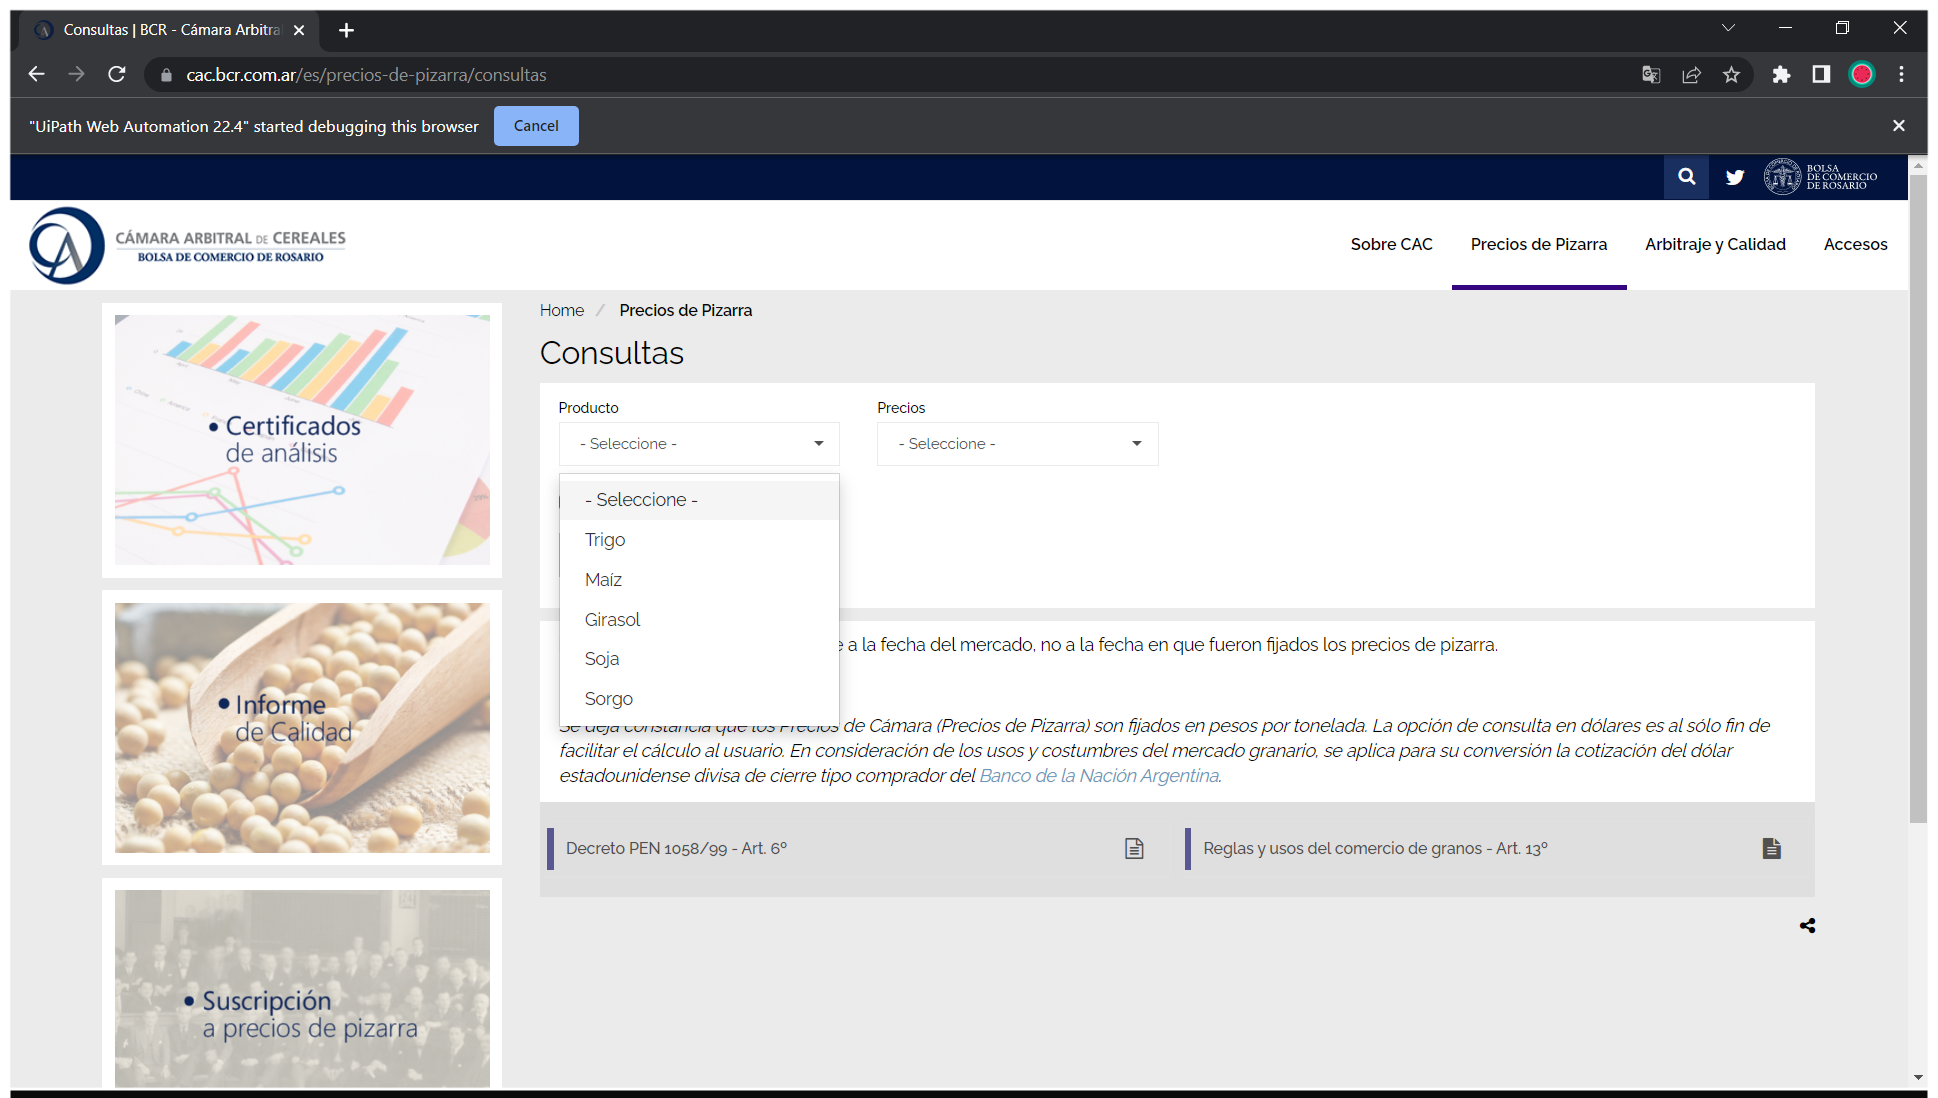 Consultas | BCR - Cámara Arbitra
cac.bcr.com.ar/es/precios-de-pizarra/consultas
"UiPath Web Automation 22.4" started debugging this browser
Cancel
BOLSA
DE COMERCIO
DE ROSARIO
CÁMARA ARBITRAL DE CEREALES
BOLSA DE COMERCIO DE ROSARIO
Sobre CAC
Precios de Pizarra
Arbitraje y Calidad
Accesos
Home / Precios de Pizarra
Consultas
Producto
Precios
- Seleccione -
- Seleccione -
- Seleccione -
Trigo
Maíz
Girasol
Soja
Sorgo
a la fecha del mercado, no a la fecha en que fueron fijados los precios de pizarra.
Se deja constancia que los Precios de Cámara (Precios de Pizarra) son fijados en pesos por tonelada. La opción de consulta en dólares es al sólo fin de
facilitar el cálculo al usuario. En consideración de los usos y costumbres del mercado granario, se aplica para su conversión la cotización del dólar
estadounidense divisa de cierre tipo comprador del Banco de la Nación Argentina.
Decreto PEN 1058/99 - Art. 6º
Reglas y usos del comercio de granos - Art. 13º
• Certificados
de análisis
• Informe
de Calidad
• Suscripción
a precios de pizarra